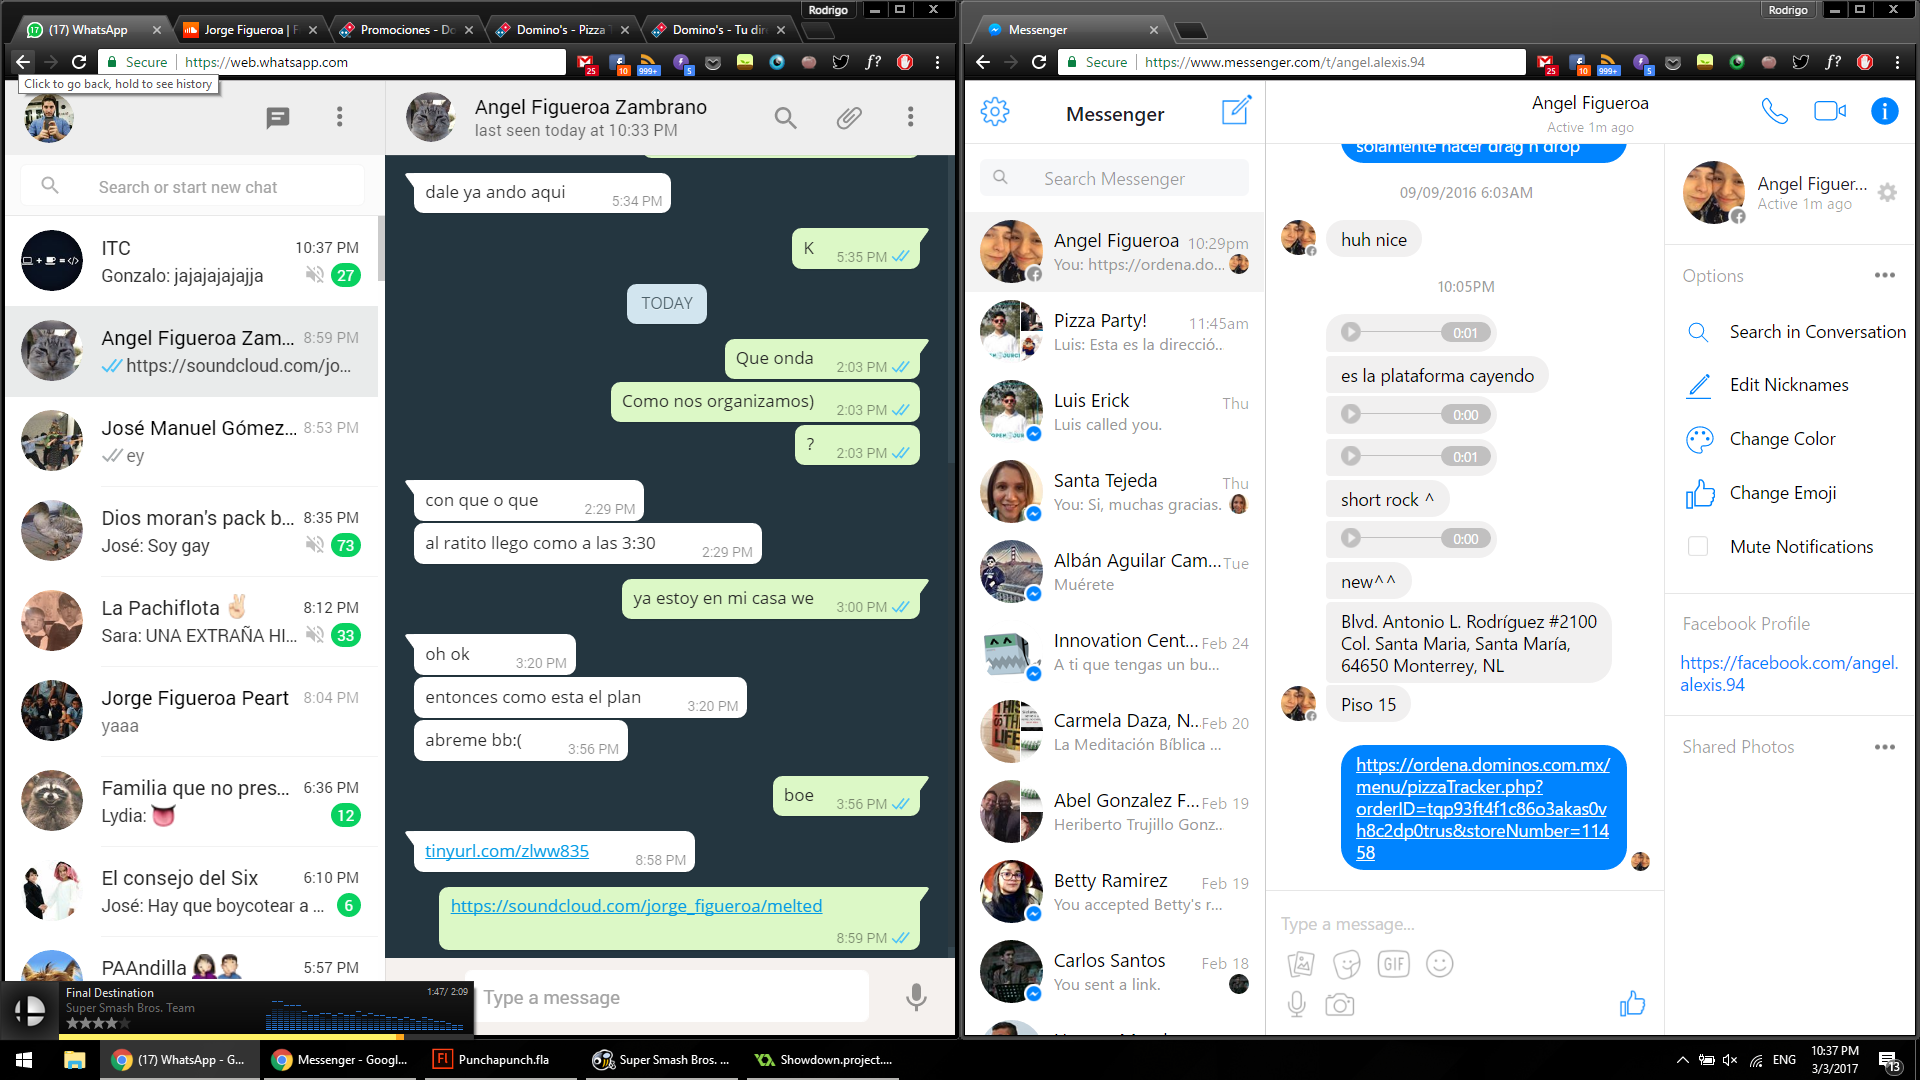 Rodrigo
(17) WhatsApp
Jorge Figueroa | F
Promociones - Do
Domino's - Pizza T
Domino's - Tu dir
Secure
https://web.whatsapp.com
25
10
999+
5
f?
Click to go back, hold to see history
Angel Figueroa Zambrano
last seen today at 10:33 PM
Search or start new chat
ITC
10:37 PM
Gonzalo: jajajajajajja
27
Angel Figueroa Zam...
8:59 PM
https://soundcloud.com/jo...
José Manuel Gómez...
8:53 PM
ey
Dios moran's pack b...
8:35 PM
José: Soy gay
73
La Pachiflota ✌🏻
8:12 PM
Sara: UNA EXTRAÑA HI...
33
Jorge Figueroa Peart
8:04 PM
yaaa
Familia que no pres...
6:36 PM
Lydia: 👅
12
El consejo del Six
6:10 PM
José: Hay que boycotear a ...
6
PAAndilla
5:57 PM
dale ya ando aqui
5:34 PM
K
5:35 PM
TODAY
Que onda
2:03 PM
Como nos organizamos)
2:03 PM
?
2:03 PM
con que o que
2:29 PM
al ratito llego como a las 3:30
2:29 PM
ya estoy en mi casa we
3:00 PM
oh ok
3:20 PM
entonces como esta el plan
3:20 PM
abreme bb:(
3:56 PM
boe
3:56 PM
tinyurl.com/zlww835
8:58 PM
https://soundcloud.com/jorge_figueroa/melted
8:59 PM
Type a message
Final Destination
1:47/ 2:09
Super Smash Bros. Team
Rodrigo
Messenger
Secure
https://www.messenger.com/t/angel.alexis.94
25
10
999+
5
f?
Messenger
Search Messenger
Angel Figueroa
10:29pm
You: https://ordena.do...
Pizza Party!
11:45am
Luis: Esta es la direcció..
Luis Erick
Thu
Luis called you.
Santa Tejeda
Thu
You: Si, muchas gracias.
Albán Aguilar Cam...
Tue
Muérete
Innovation Cent...
Feb 24
A ti que tengas un bu...
Carmela Daza, N..
Feb 20
La Meditación Bíblica ...
Abel Gonzalez F...
Feb 19
Heriberto Trujillo Gonz..
Betty Ramirez
Feb 19
You accepted Betty's r...
Carlos Santos
Feb 18
You sent a link.
Angel Figueroa
Active 1m ago
solamente hacer drag n drop
09/09/2016 6:03AM
huh nice
10:05PM
0:01
es la plataforma cayendo
0:00
0:01
short rock ^
0:00
new^^
Blvd. Antonio L. Rodríguez #2100
Col. Santa Maria, Santa María,
64650 Monterrey, NL
Piso 15
https://ordena.dominos.com.mx/
menu/pizzaTracker.php?
orderID=tqp93ft4f1c86o3akas0v
h8c2dp0trus&storeNumber=114
58
Type a message...
GIF
Angel Figuer...
Active 1m ago
Options
Search in Conversation
Edit Nicknames
Change Color
Change Emoji
Mute Notifications
Facebook Profile
https://facebook.com/angel.
alexis.94
Shared Photos
(17) WhatsApp - G...
Messenger - Googl...
Fl
Punchapunch.fla
Super Smash Bros. ...
Showdown.project....
ENG
10:37 PM
3/3/2017
13